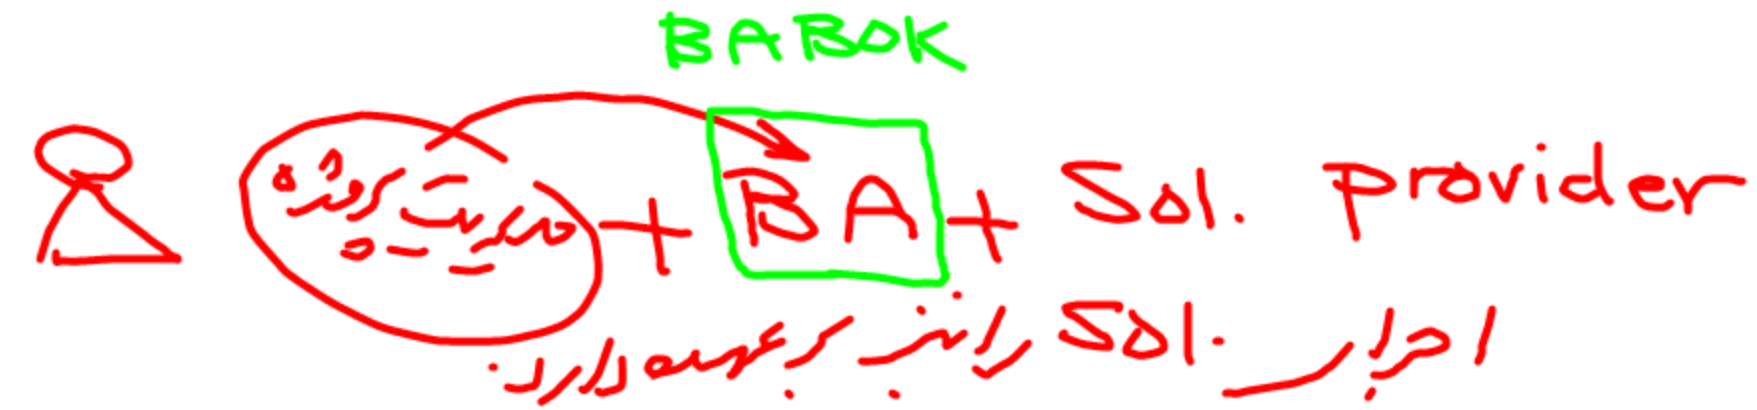 BABOK
مدیریت پروژه + BA + Sol. provider
اجرای Sol. را نیز بر عهده دارد.